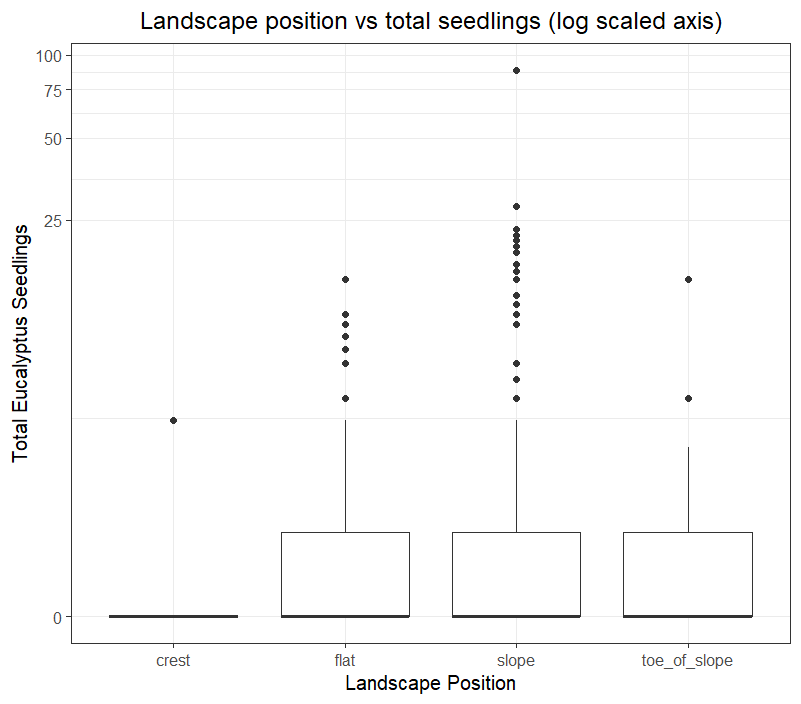 Landscape position vs total seedlings (log scaled axis)
100
75
50
25
0
Total Eucalyptus Seedlings
crest flat slope toe_of_slope
Landscape Position